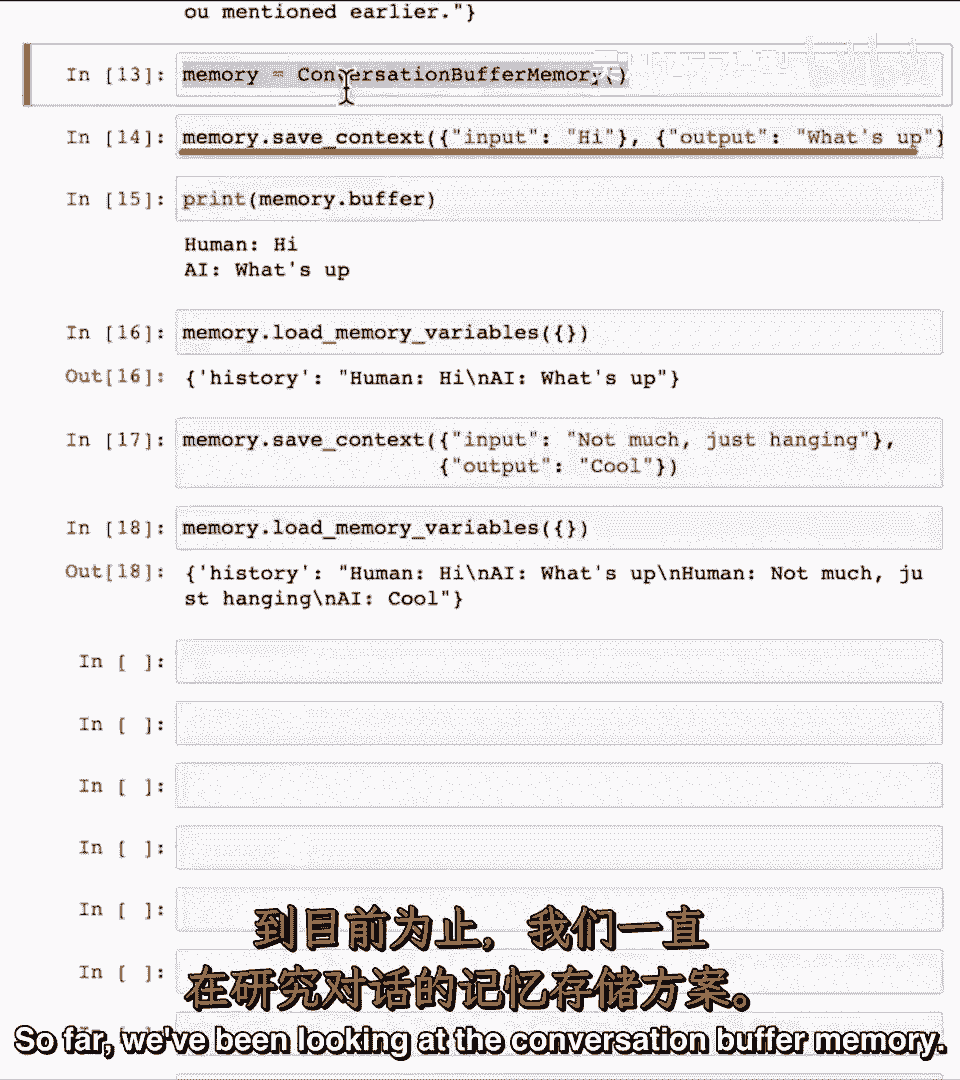 ou mentioned earlier."}
In [13]: memory = ConversationBufferMemory()
In [14]: memory.save_context({"input": "Hi"}, {"output": "What's up"}
In [15]: print(memory.buffer)
Human: Hi
AI: What's up
In [16]: memory.load_memory_variables({})
Out[16]: {'history': "Human: Hi\nAI: What's up"}
In [17]: memory.save_context({"input": "Not much, just hanging"},
{"output": "Cool"})
In [18]: memory.load_memory_variables({})
Out[18]: {'history': "Human: Hi\nAI: What's up\nHuman: Not much, ju
st hanging\nAI: Cool"}
In [ ]:
In [ ]:
In [ ]:
In [ ]:
In [ ]:
In [ ]:
In [ ]:
到目前为止，我们一直
在研究对话的记忆存储方案。
So far, we've been looking at the conversation buffer memory.